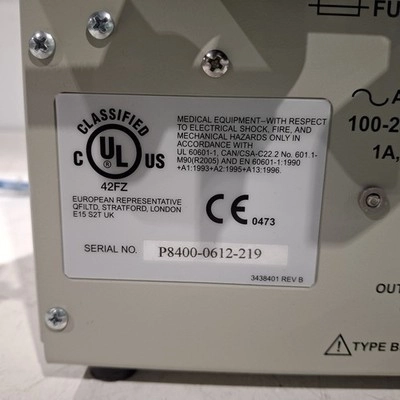 FU
CLASSIFIED
C UL US
42FZ
MEDICAL EQUIPMENT–WITH RESPECT
TO ELECTRICAL SHOCK, FIRE, AND
MECHANICAL HAZARDS ONLY IN
ACCORDANCE WITH
UL 60601-1, CAN/CSA-C22.2 No. 601.1-
M90(R2005) AND EN 60601-1:1990
+A1:1993+A2:1995+A13:1996.
EUROPEAN REPRESENTATIVE
QFILTD, STRATFORD, LONDON
E15 S2T UK
CE 0473
SERIAL NO. P8400-0612-219
3438401 REV B
A
100-2
1A,
OUT
TYPE B